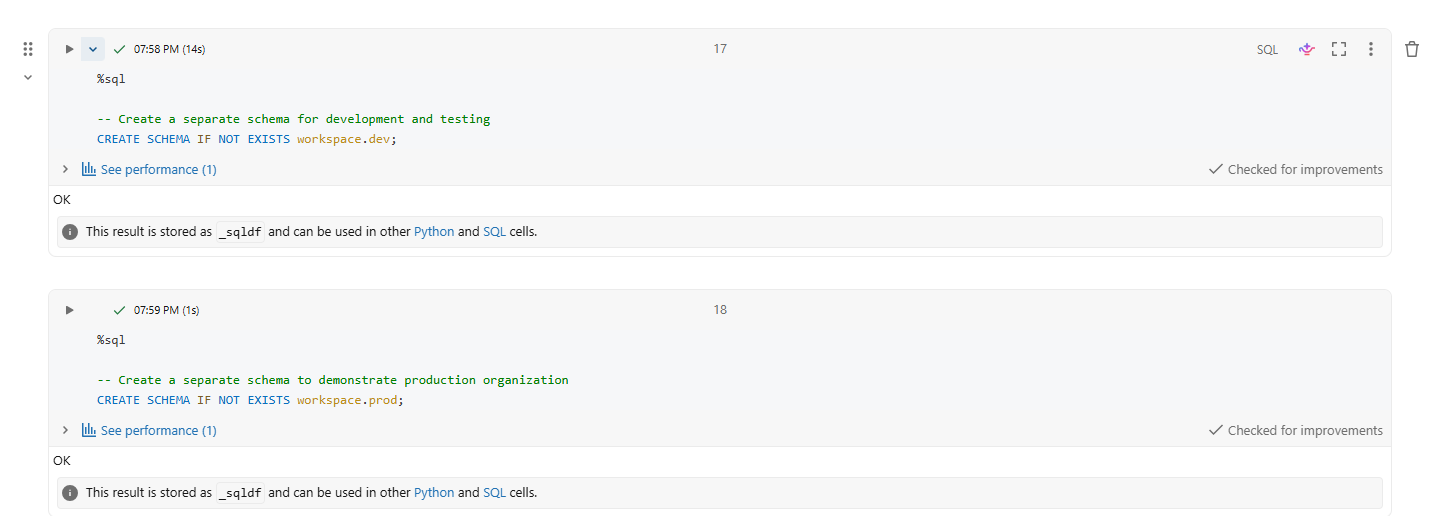 07:58 PM (14s)
17
SQL
%sql
-- Create a separate schema for development and testing
CREATE SCHEMA IF NOT EXISTS workspace.dev;
See performance (1)
Checked for improvements
OK
This result is stored as _sqldf and can be used in other Python and SQL cells.
07:59 PM (1s)
18
%sql
-- Create a separate schema to demonstrate production organization
CREATE SCHEMA IF NOT EXISTS workspace.prod;
See performance (1)
Checked for improvements
OK
This result is stored as _sqldf and can be used in other Python and SQL cells.